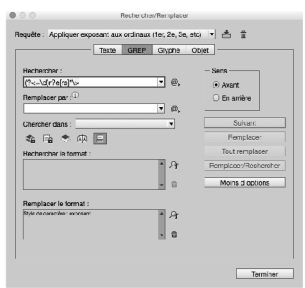 Rechercher/Remplacer
Requête : Appliquer exposant aux ordinaux (1er, 2e, 3e, etc)
Texte GREP Glyphe Objet
Rechercher :
Sens
Avant
En arrière
Remplacer par :
Chercher dans :
Suivant
Remplacer
Tout remplacer
Remplacer/Rechercher
Moins d'options
Rechercher le format :
Remplacer le format :
Style de caractère : exposant
Terminer